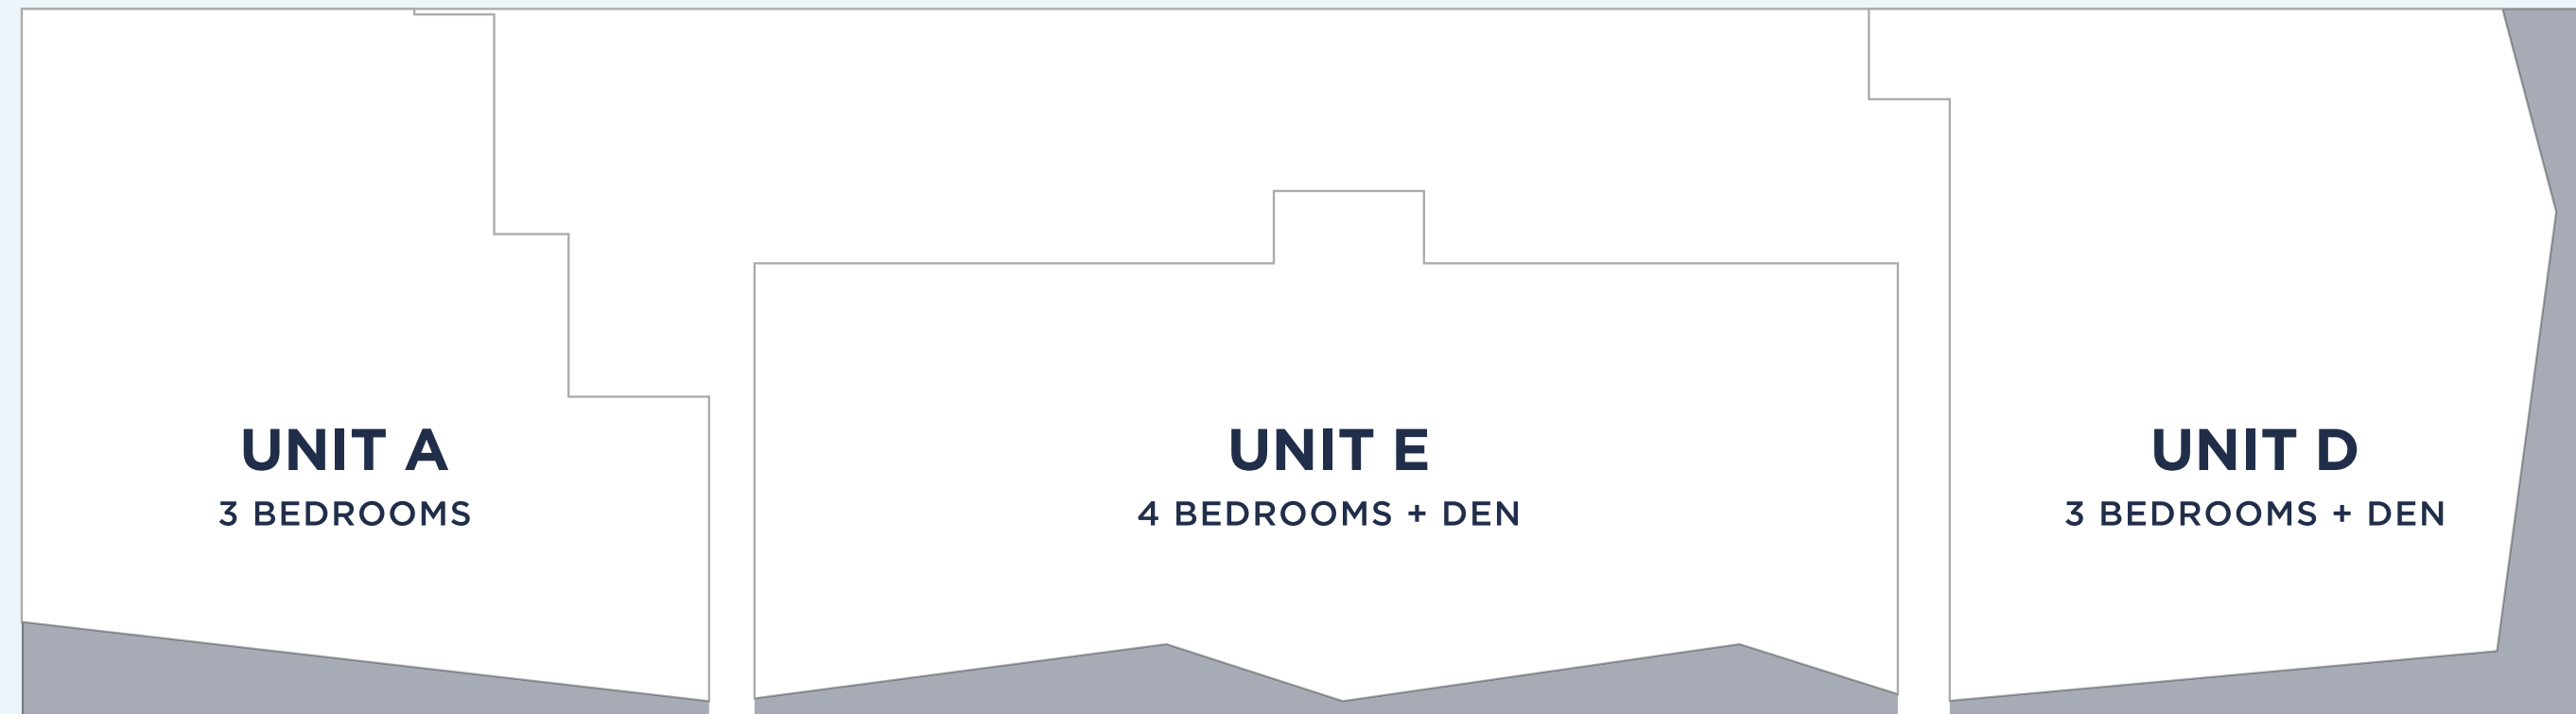 UNIT A
3 BEDROOMS
UNIT E
4 BEDROOMS + DEN
UNIT D
3 BEDROOMS + DEN